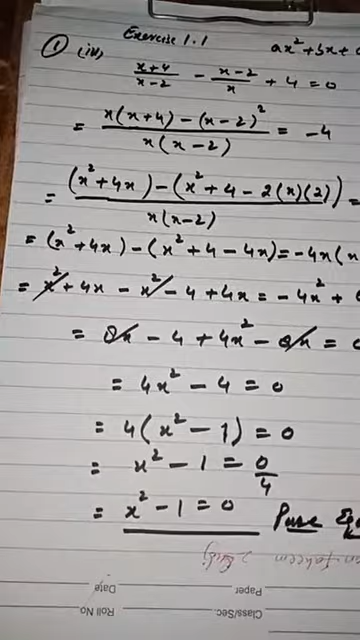 Exercise 1.1
① (iv) ax² + bx + c
(x+4)/(x-2) - (x-2)/x + 4 = 0
= (x(x+4) - (x-2)²)/(x(x-2)) = -4
= ((x²+4x) - (x²+4-2(x)(2)))/(x(x-2)) =
= (x²+4x) - (x²+4-4x) = -4x(x
= x² + 4x - x² - 4 + 4x = -4x² +
= 8x - 4 + 4x² - 8x = 0
= 4x² - 4 = 0
= 4(x² - 1) = 0
= x² - 1 = 0/4
= x² - 1 = 0 Pure Equ
Date
Paper
Roll No
Class/Sec: